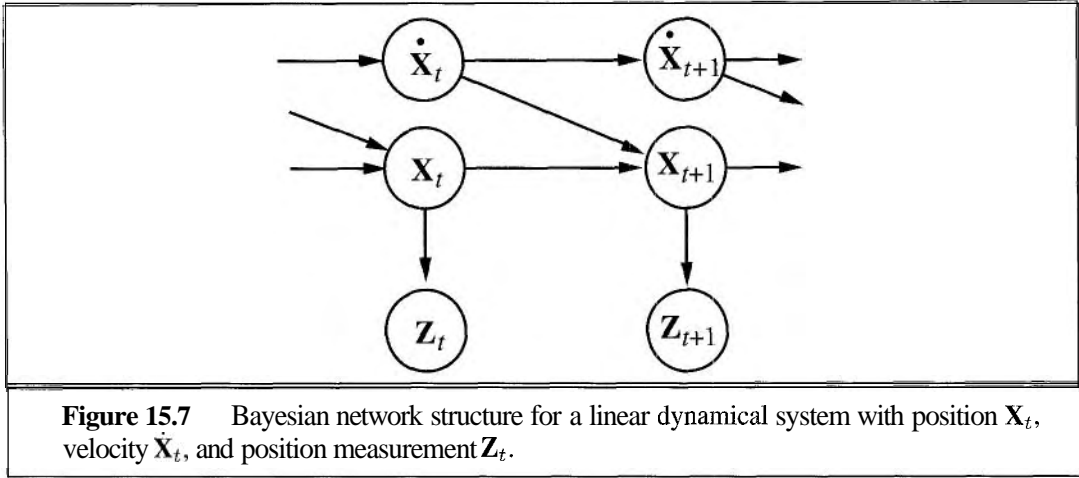 Ẋt Ẋt+1
Xt Xt+1
Zt Zt+1
Figure 15.7 Bayesian network structure for a linear dynamical system with position Xt,
velocity Ẋt, and position measurement Zt.